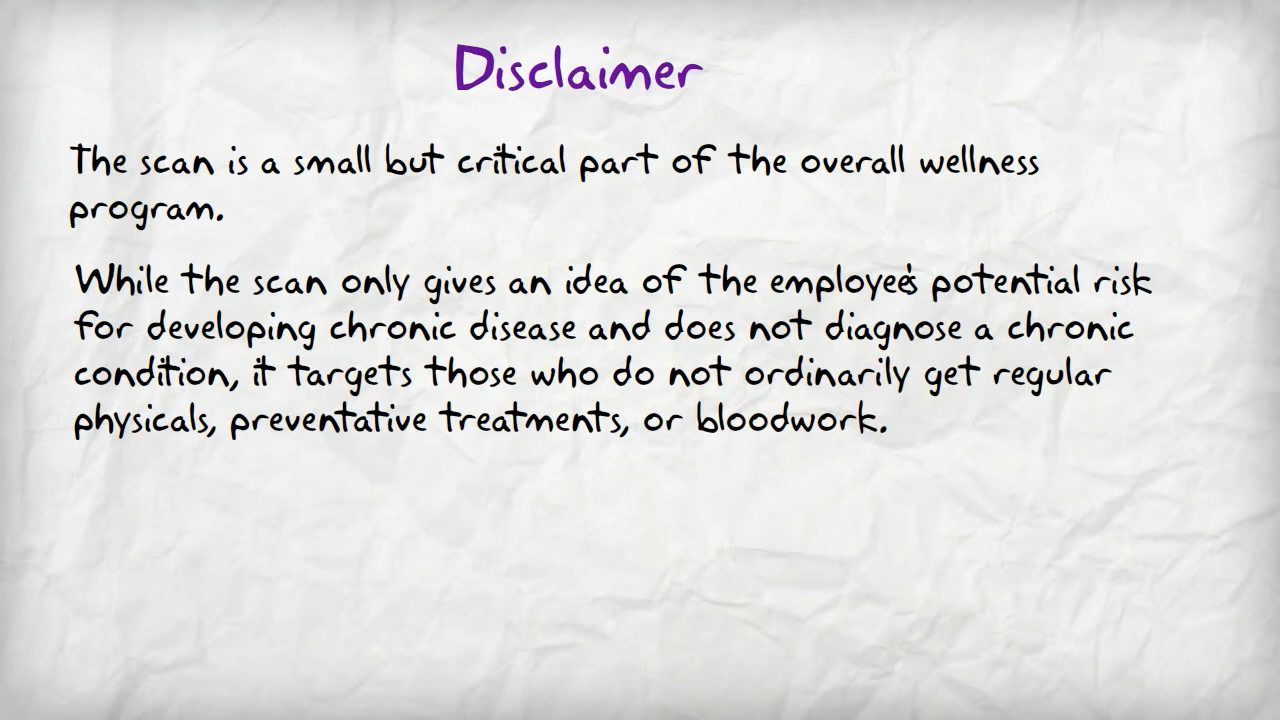 Disclaimer
The scan is a small but critical part of the overall wellness
program.
While the scan only gives an idea of the employee's potential risk
for developing chronic disease and does not diagnose a chronic
condition, it targets those who do not ordinarily get regular
physicals, preventative treatments, or bloodwork.